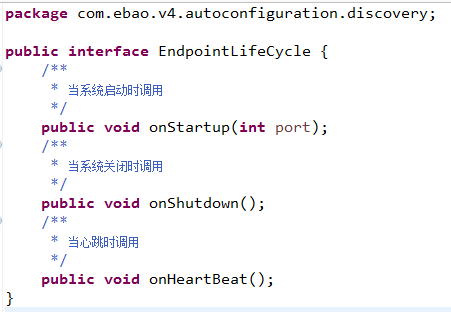 package com.ebao.v4.autoconfiguration.discovery;
public interface EndpointLifeCycle {
/**
* 当系统启动时调用
*/
public void onStartup(int port);
/**
* 当系统关闭时调用
*/
public void onShutdown();
/**
* 当心跳时调用
*/
public void onHeartBeat();
}